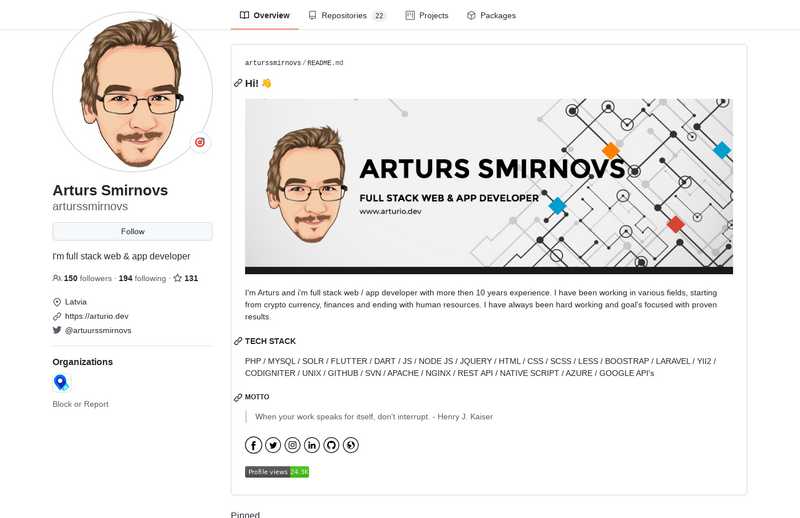 Overview
Repositories 22
Projects
Packages
Arturs Smirnovs
arturssmirnovs
Follow
I'm full stack web & app developer
150 followers · 194 following · 131
Latvia
https://arturio.dev
@artuurssmirnovs
Organizations
Block or Report
arturssmirnovs / README.md
Hi! 👋
ARTURS SMIRNOVS
FULL STACK WEB & APP DEVELOPER
www.arturio.dev
I'm Arturs and i'm full stack web / app developer with more then 10 years experience. I have been working in various fields, starting
from crypto currency, finances and ending with human resources. I have always been hard working and goal's focused with proven
results.
TECH STACK
PHP / MYSQL / SOLR / FLUTTER / DART / JS / NODE JS / JQUERY / HTML / CSS / SCSS / LESS / BOOSTRAP / LARAVEL / YII2 /
CODIGNITER / UNIX / GITHUB / SVN / APACHE / NGINX / REST API / NATIVE SCRIPT / AZURE / GOOGLE API's
MOTTO
When your work speaks for itself, don't interrupt. - Henry J. Kaiser
Profile views 24.3K
Pinned